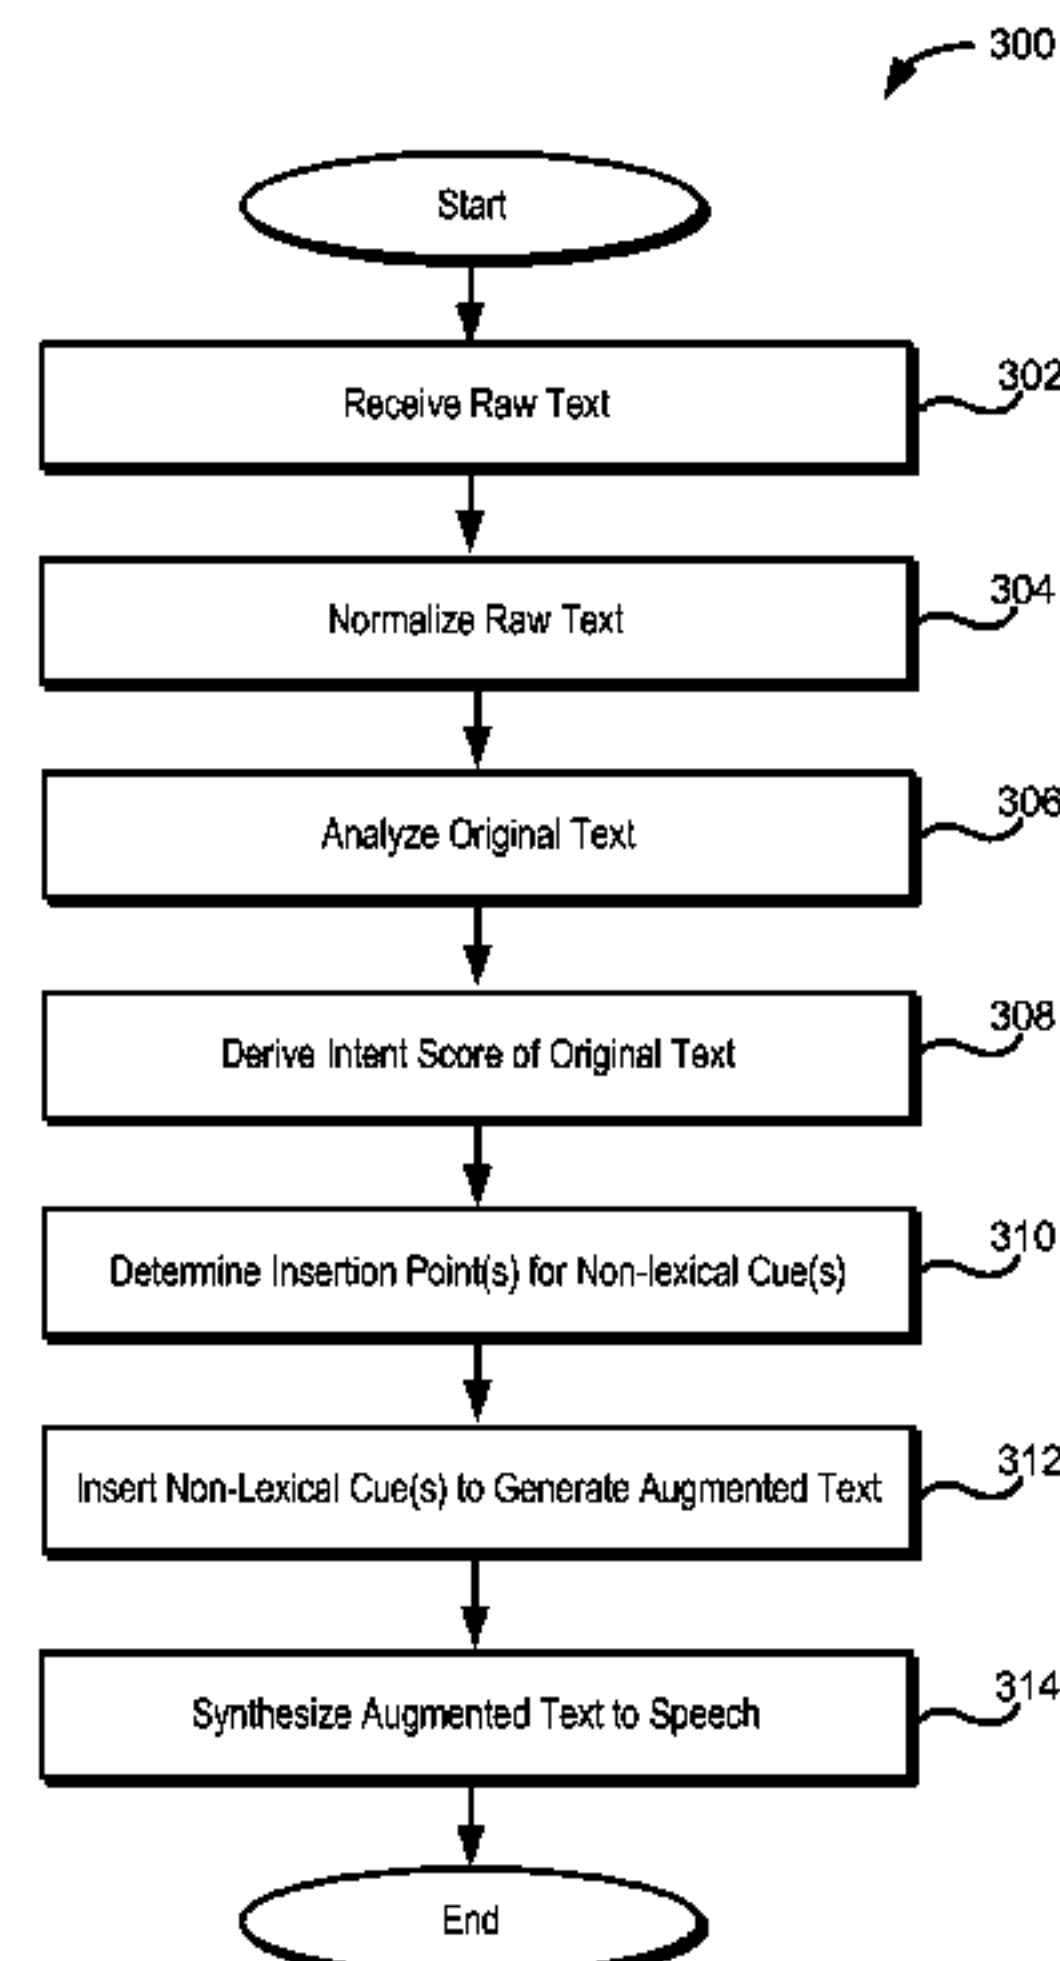 300
Start
Receive Raw Text
302
Normalize Raw Text
304
Analyze Original Text
306
Derive Intent Score of Original Text
308
Determine Insertion Point(s) for Non-lexical Cue(s)
310
Insert Non-Lexical Cue(s) to Generate Augmented Text
312
Synthesize Augmented Text to Speech
314
End